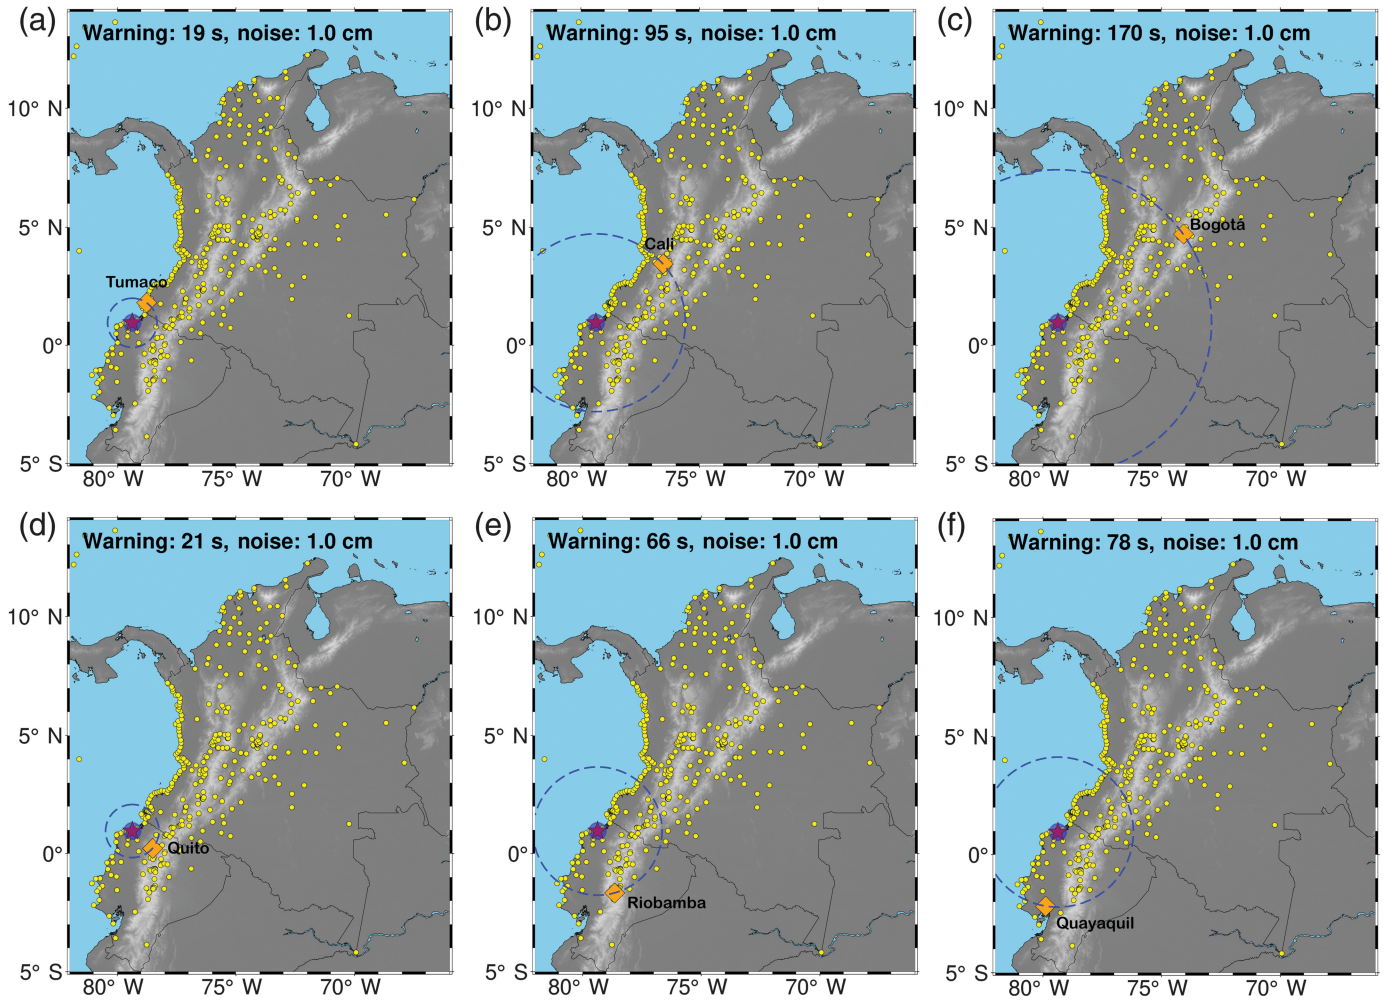 (a)
Warning: 19 s, noise: 1.0 cm
10° N
5° N
0°
5° S
80° W
75° W
70° W
Tumaco
(b)
Warning: 95 s, noise: 1.0 cm
10° N
5° N
0°
5° S
80° W
75° W
70° W
Cali
(c)
Warning: 170 s, noise: 1.0 cm
10° N
5° N
0°
5° S
80° W
75° W
70° W
Bogotá
(d)
Warning: 21 s, noise: 1.0 cm
10° N
5° N
0°
5° S
80° W
75° W
70° W
Quito
(e)
Warning: 66 s, noise: 1.0 cm
10° N
5° N
0°
5° S
80° W
75° W
70° W
Riobamba
(f)
Warning: 78 s, noise: 1.0 cm
10° N
5° N
0°
5° S
80° W
75° W
70° W
Quayaquil